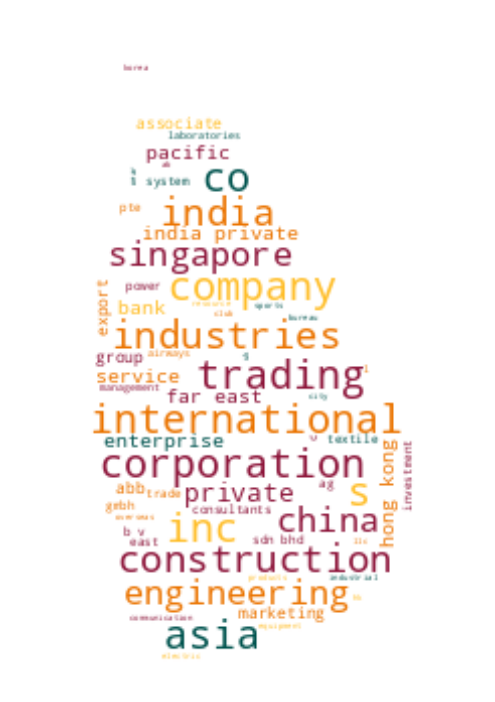 korea
associate
laboratories
pacific
system co
pte india
india private
singapore
power company
export bank resource sports
club bureau
industries
group airways
service trading
management far east city
international
enterprise textile
corporation hong kong investment
abb trade private ag s
gmbh consultants china
overseas inc
b v
east sdn bhd llc
construction
products industrial
engineering
marketing
communication equipment
asia
electric